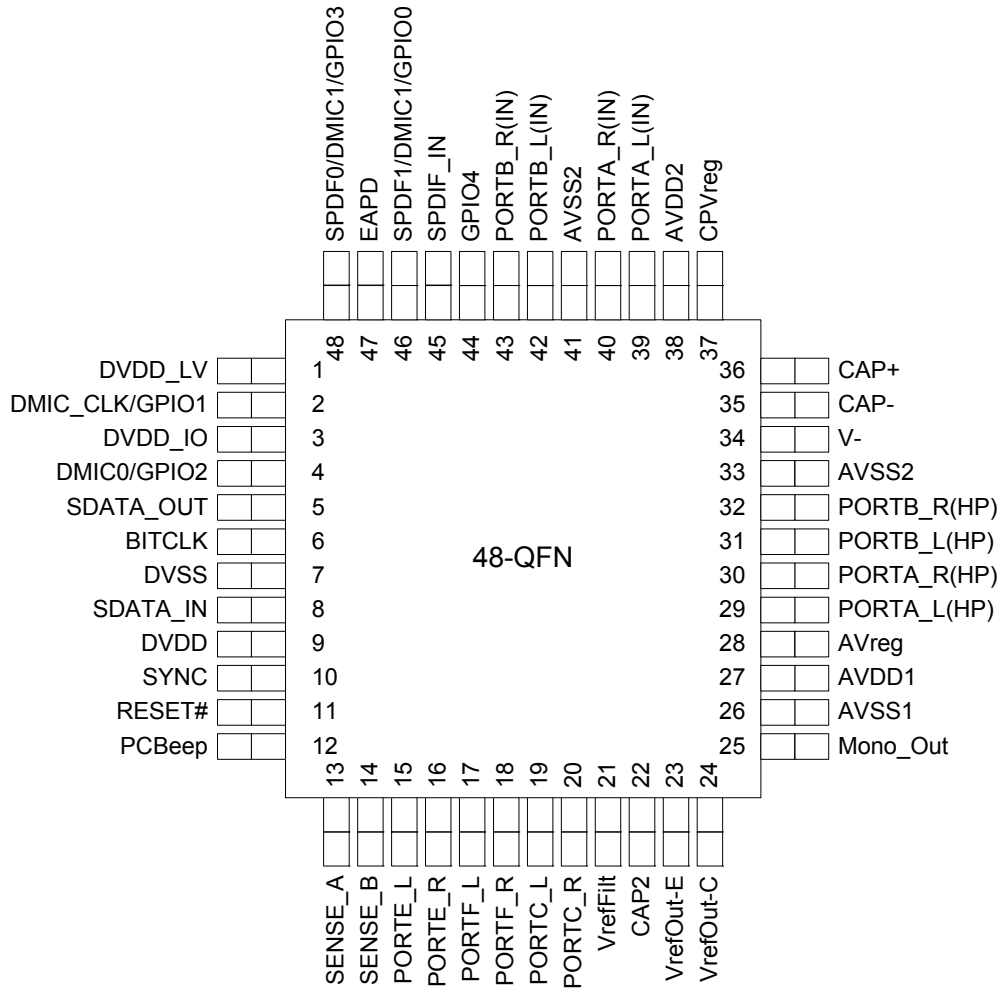 SPDF0/DMIC1/GPIO3
EAPD
SPDF1/DMIC1/GPIO0
SPDIF_IN
GPIO4
PORTB_R(IN)
PORTB_L(IN)
AVSS2
PORTA_R(IN)
PORTA_L(IN)
AVDD2
CPVreg
48
47
46
45
44
43
42
41
40
39
38
37
DVDD_LV 1
DMIC_CLK/GPIO1 2
DVDD_IO 3
DMIC0/GPIO2 4
SDATA_OUT 5
BITCLK 6
DVSS 7
SDATA_IN 8
DVDD 9
SYNC 10
RESET# 11
PCBeep 12
48-QFN
36 CAP+
35 CAP-
34 V-
33 AVSS2
32 PORTB_R(HP)
31 PORTB_L(HP)
30 PORTA_R(HP)
29 PORTA_L(HP)
28 AVreg
27 AVDD1
26 AVSS1
25 Mono_Out
13
14
15
16
17
18
19
20
21
22
23
24
SENSE_A
SENSE_B
PORTE_L
PORTE_R
PORTF_L
PORTF_R
PORTC_L
PORTC_R
VrefFilt
CAP2
VrefOut-E
VrefOut-C